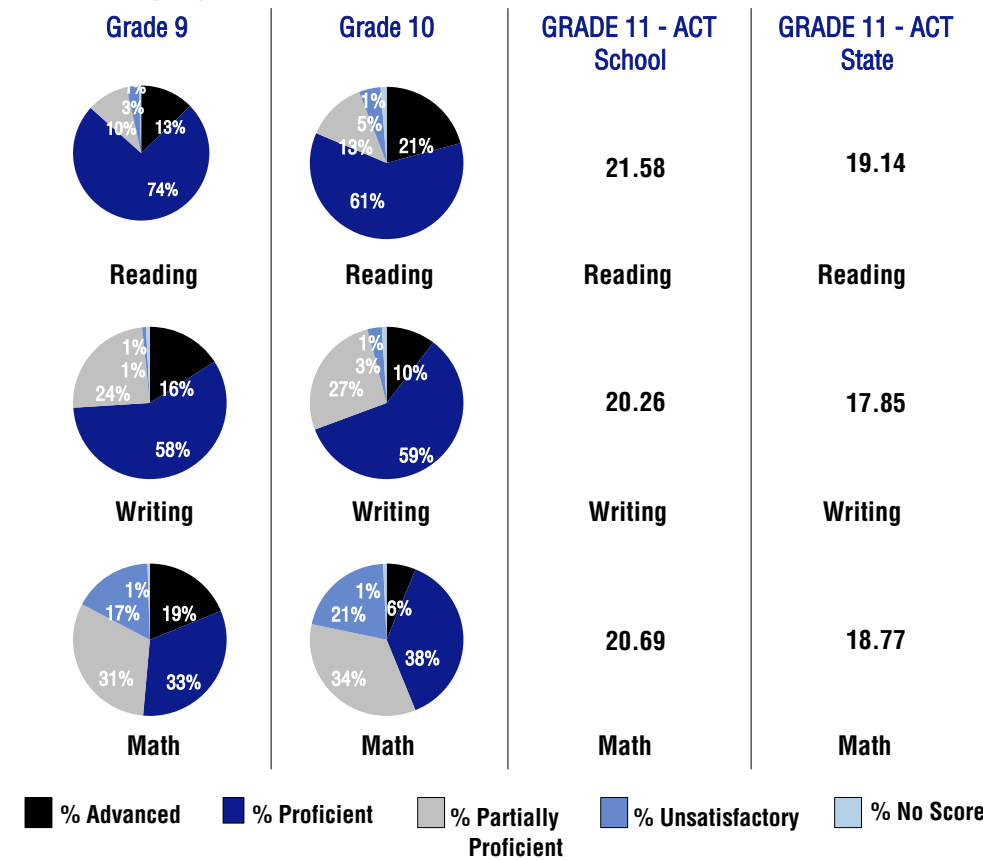 Grade 9
Grade 10
GRADE 11 - ACT
School
GRADE 11 - ACT
State
1%
3%
10%
13%
74%
1%
5%
13%
21%
61%
21.58
19.14
Reading
Reading
Reading
Reading
1%
1%
24%
16%
58%
1%
3%
27%
10%
59%
20.26
17.85
Writing
Writing
Writing
Writing
1%
17%
19%
31%
33%
1%
21%
6%
34%
38%
20.69
18.77
Math
Math
Math
Math
% Advanced
% Proficient
% Partially
Proficient
% Unsatisfactory
% No Score